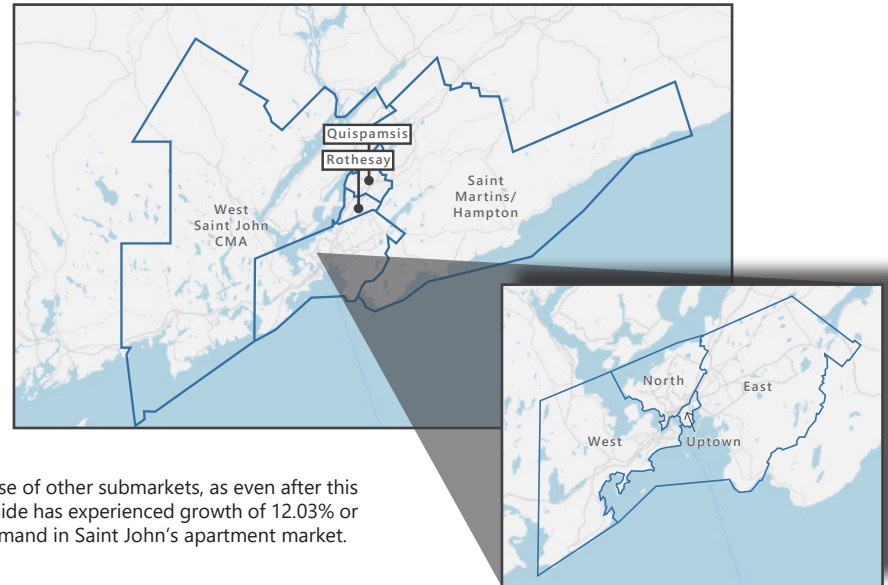 Quispamsis
Rothesay
Saint
Martins/
Hampton
West
Saint John
CMA
North
East
West
Uptown
se of other submarkets, as even after this
side has experienced growth of 12.03% or
mand in Saint John’s apartment market.